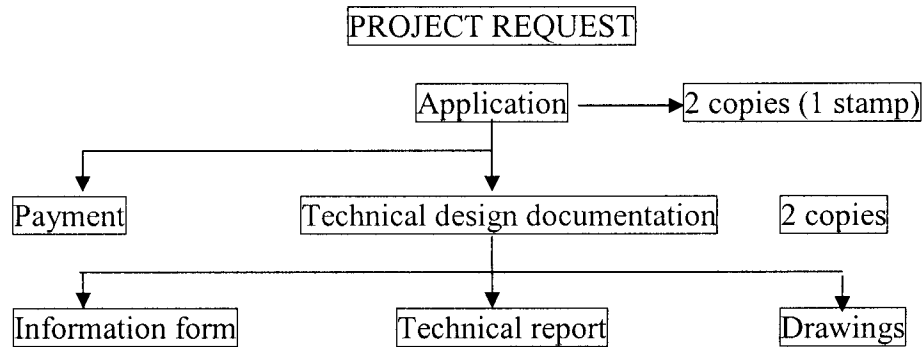 PROJECT REQUEST
Application 2 copies (1 stamp)
Payment Technical design documentation 2 copies
Information form Technical report Drawings